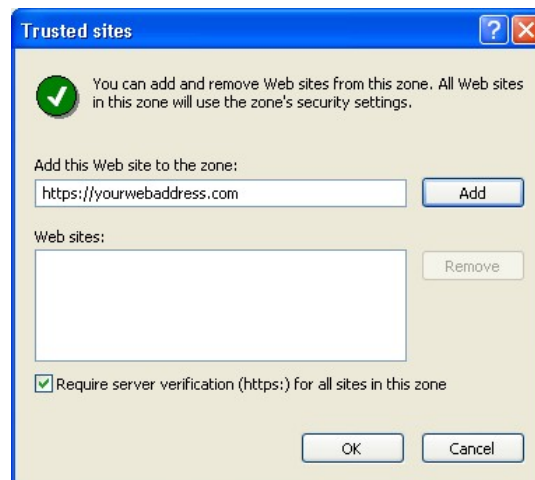 Trusted sites
You can add and remove Web sites from this zone. All Web sites
in this zone will use the zone's security settings.
Add this Web site to the zone:
https://yourwebaddress.com
Add
Web sites:
Remove
Require server verification (https:) for all sites in this zone
OK
Cancel